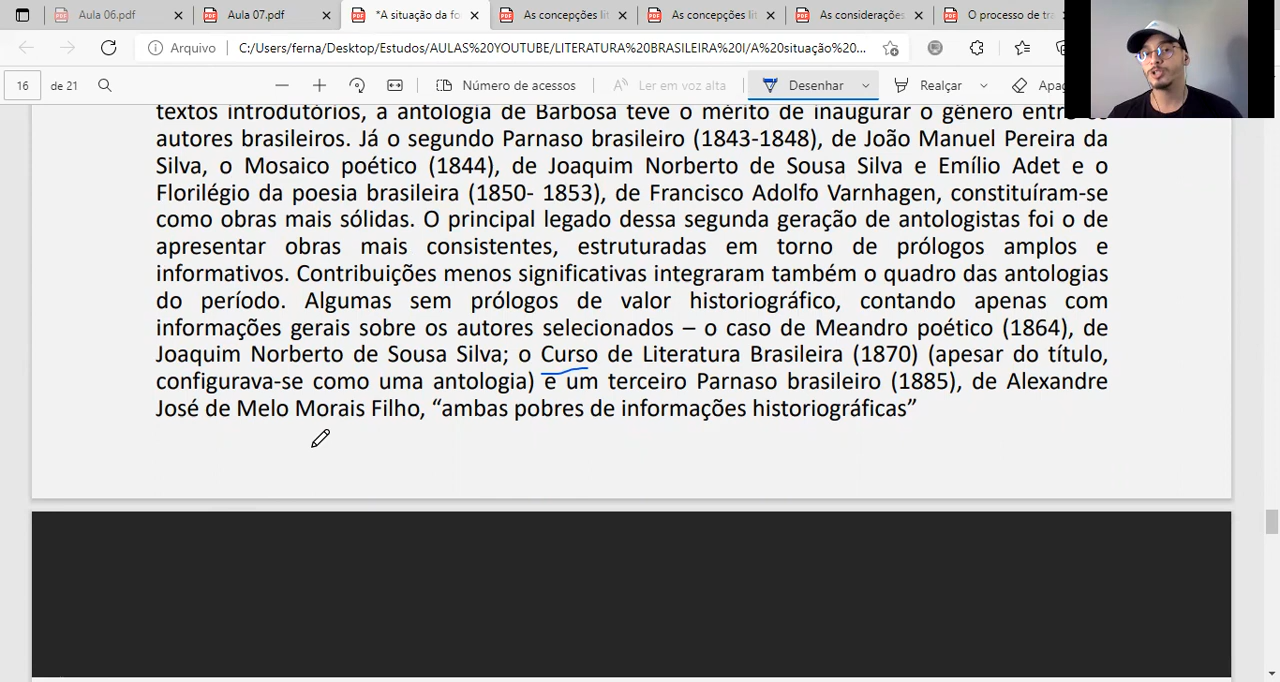 Aula 06.pdf
Aula 07.pdf
*A situação da fo
As concepções lit
As concepções lit
As considerações
O processo de tra
Arquivo
C:/Users/ferna/Desktop/Estudos/AULAS%20YOUTUBE/LITERATURA%20BRASILEIRA%20I//A%20situação%20...
16 de 21
Número de acessos
Ler em voz alta
Desenhar
Realçar
Apag
textos introdutórios, a antologia de Barbosa teve o mérito de inaugurar o gênero entre
autores brasileiros. Já o segundo Parnaso brasileiro (1843-1848), de João Manuel Pereira da
Silva, o Mosaico poético (1844), de Joaquim Norberto de Sousa Silva e Emílio Adet e o
Florilégio da poesia brasileira (1850- 1853), de Francisco Adolfo Varnhagen, constituíram-se
como obras mais sólidas. O principal legado dessa segunda geração de antologistas foi o de
apresentar obras mais consistentes, estruturadas em torno de prólogos amplos e
informativos. Contribuições menos significativas integraram também o quadro das antologias
do período. Algumas sem prólogos de valor historiográfico, contando apenas com
informações gerais sobre os autores selecionados – o caso de Meandro poético (1864), de
Joaquim Norberto de Sousa Silva; o Curso de Literatura Brasileira (1870) (apesar do título,
configurava-se como uma antologia) e um terceiro Parnaso brasileiro (1885), de Alexandre
José de Melo Morais Filho, “ambas pobres de informações historiográficas”